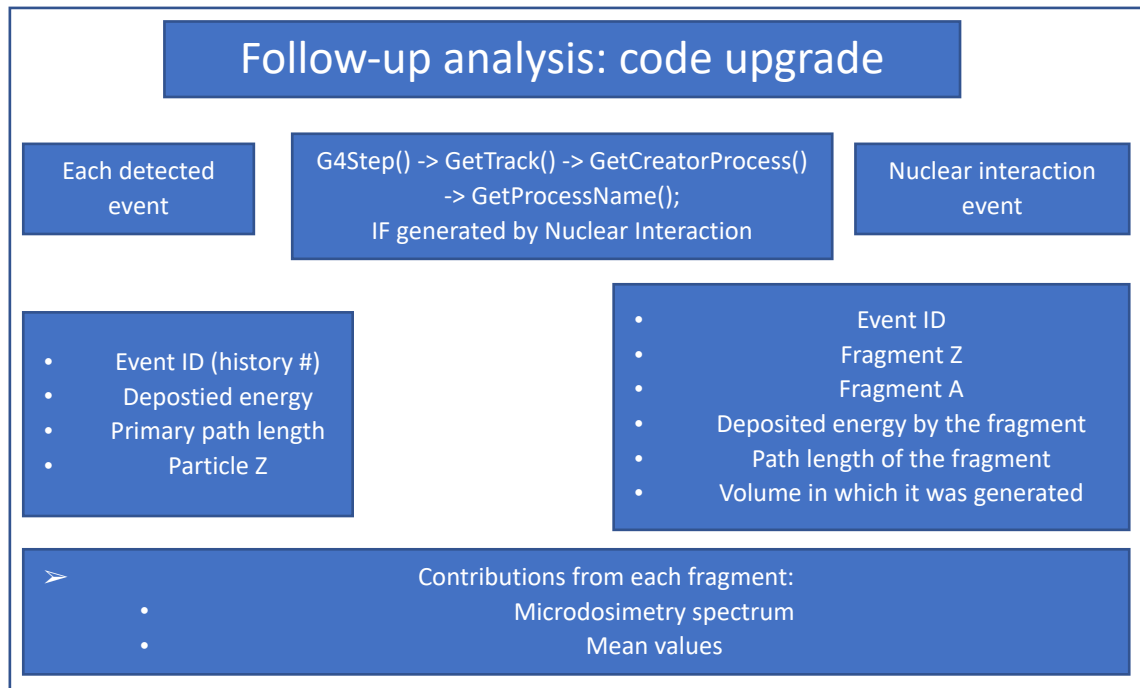 Follow-up analysis: code upgrade
Each detected
event
G4Step() -> GetTrack() -> GetCreatorProcess()
-> GetProcessName();
IF generated by Nuclear Interaction
Nuclear interaction
event
• Event ID (history #)
• Depostied energy
• Primary path length
• Particle Z
• Event ID
• Fragment Z
• Fragment A
• Deposited energy by the fragment
• Path length of the fragment
• Volume in which it was generated
➢ Contributions from each fragment:
• Microdosimetry spectrum
• Mean values